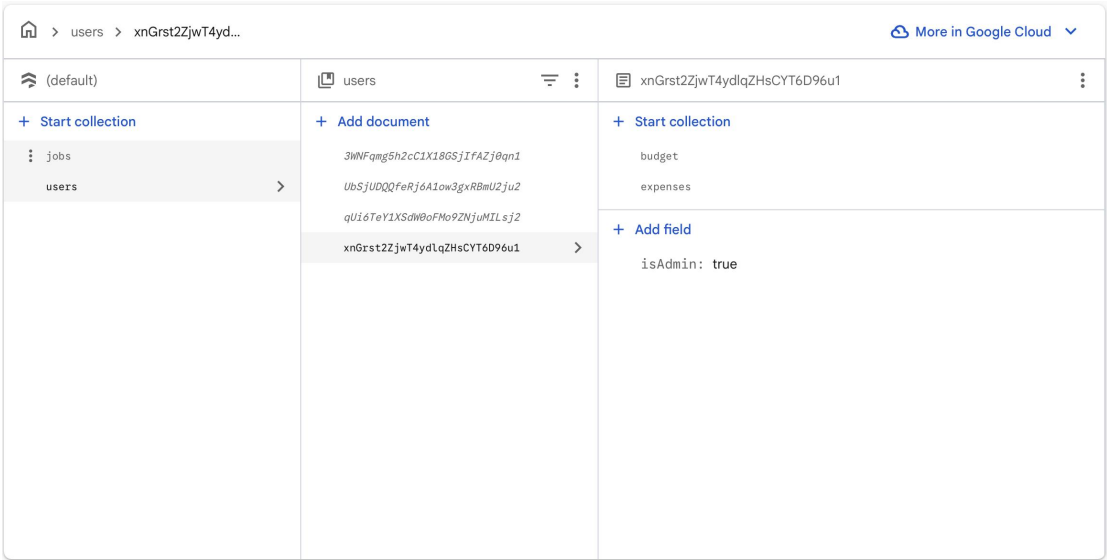 users
xnGrst2ZjwT4yd...
More in Google Cloud
(default)
users
xnGrst2ZjwT4ydlqZHsCYT6D96u1
+ Start collection
+ Add document
+ Start collection
jobs
users
3WNFqmg5h2cC1X18GSjIfAZj0qn1
UbSjUDQQfeRj6A1ow3gxRBmU2ju2
qUi6TeY1XSdW0oFMo9ZNjuMILsj2
xnGrst2ZjwT4ydlqZHsCYT6D96u1
budget
expenses
+ Add field
isAdmin: true